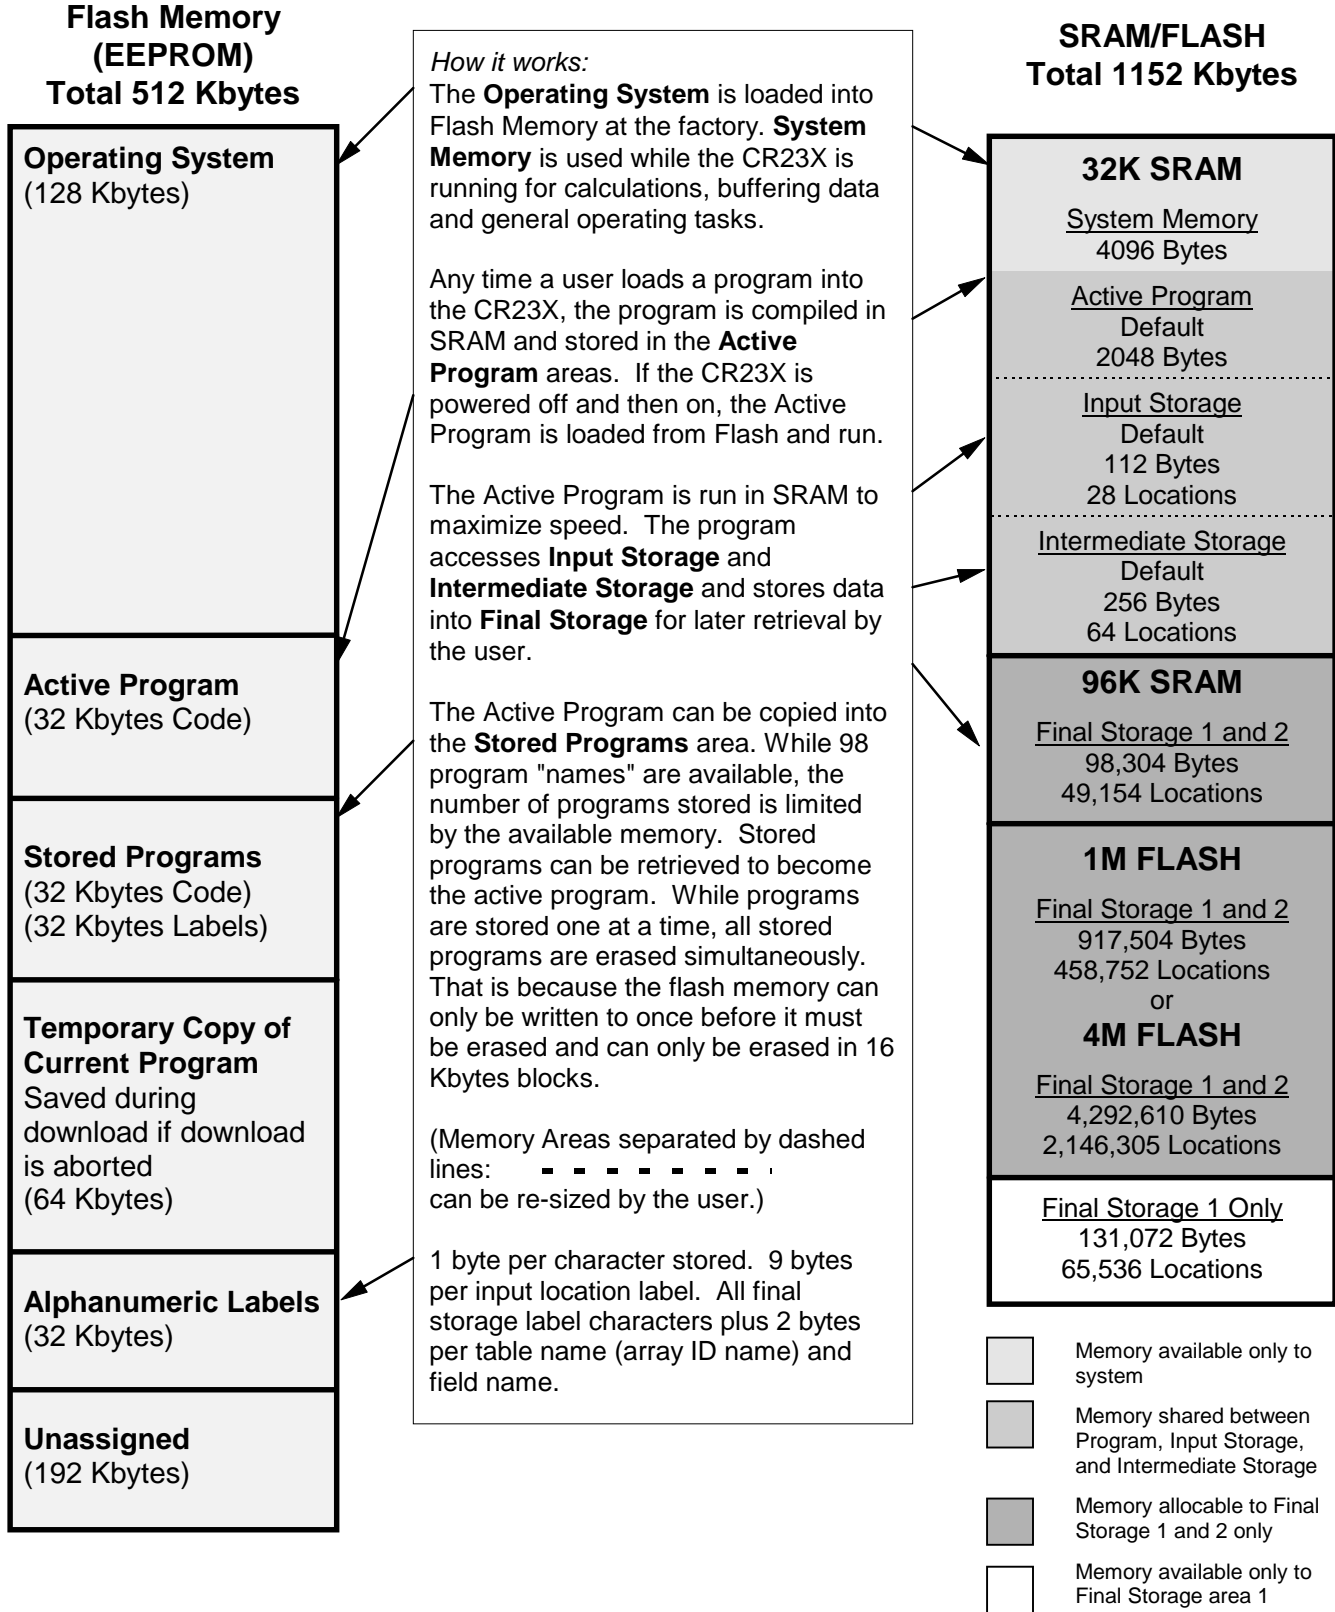 Flash Memory
(EEPROM)
Total 512 Kbytes
Operating System
(128 Kbytes)
Active Program
(32 Kbytes Code)
Stored Programs
(32 Kbytes Code)
(32 Kbytes Labels)
Temporary Copy of
Current Program
Saved during
download if download
is aborted
(64 Kbytes)
Alphanumeric Labels
(32 Kbytes)
Unassigned
(192 Kbytes)
How it works:
The Operating System is loaded into
Flash Memory at the factory. System
Memory is used while the CR23X is
running for calculations, buffering data
and general operating tasks.
Any time a user loads a program into
the CR23X, the program is compiled in
SRAM and stored in the Active
Program areas. If the CR23X is
powered off and then on, the Active
Program is loaded from Flash and run.
The Active Program is run in SRAM to
maximize speed. The program
accesses Input Storage and
Intermediate Storage and stores data
into Final Storage for later retrieval by
the user.
The Active Program can be copied into
the Stored Programs area. While 98
program "names" are available, the
number of programs stored is limited
by the available memory. Stored
programs can be retrieved to become
the active program. While programs
are stored one at a time, all stored
programs are erased simultaneously.
That is because the flash memory can
only be written to once before it must
be erased and can only be erased in 16
Kbytes blocks.
(Memory Areas separated by dashed
lines:
can be re-sized by the user.)
1 byte per character stored. 9 bytes
per input location label. All final
storage label characters plus 2 bytes
per table name (array ID name) and
field name.
SRAM/FLASH
Total 1152 Kbytes
32K SRAM
System Memory
4096 Bytes
Active Program
Default
2048 Bytes
Input Storage
Default
112 Bytes
28 Locations
Intermediate Storage
Default
256 Bytes
64 Locations
96K SRAM
Final Storage 1 and 2
98,304 Bytes
49,154 Locations
1M FLASH
Final Storage 1 and 2
917,504 Bytes
458,752 Locations
or
4M FLASH
Final Storage 1 and 2
4,292,610 Bytes
2,146,305 Locations
Final Storage 1 Only
131,072 Bytes
65,536 Locations
Memory available only to
system
Memory shared between
Program, Input Storage,
and Intermediate Storage
Memory allocable to Final
Storage 1 and 2 only
Memory available only to
Final Storage area 1